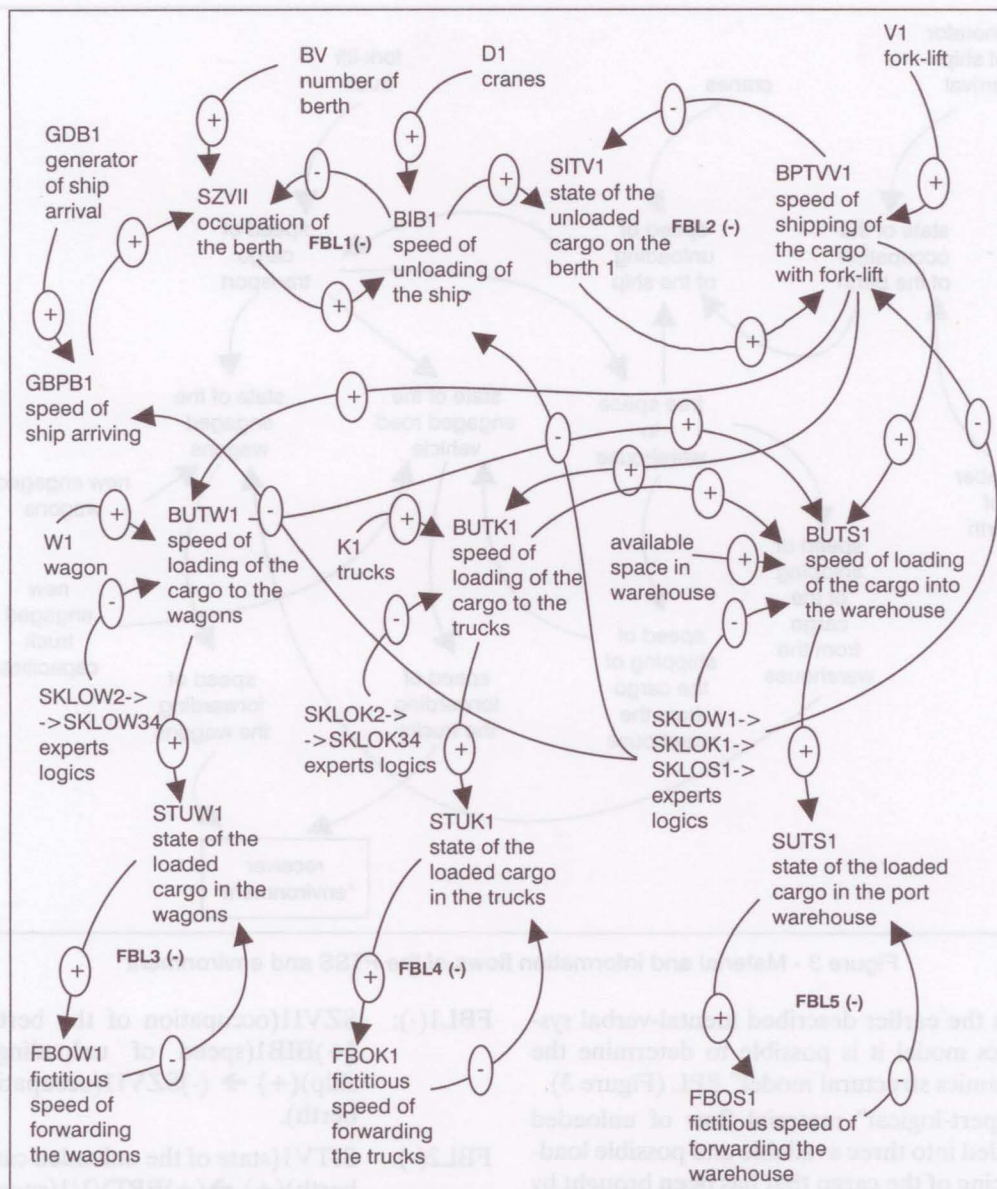 BV
number of
berth
D1
cranes
V1
fork-lift
GDB1
generator
of ship
arrival
+
+
-
+
-
+
SZVII
occupation of
the berth
FBL1(-)
BIB1
speed of
unloading of
the ship
SITV1
state of the
unloaded
cargo on the
berth 1
FBL2 (-)
BPTVV1
speed of
shipping of
the cargo
with fork-lift
+
+
+
+
GBPB1
speed of
ship arriving
+
-
+
+
-
+
+
-
+
+
W1
wagon
BUTW1
speed of
loading of the
cargo to the
wagons
K1
trucks
BUTK1
speed of
loading of the
cargo to the
trucks
available
space in
warehouse
+
BUTS1
speed of loading
of the cargo into
the warehouse
-
-
-
SKLOW2->
->SKLOW34
experts
logics
+
SKLOK2->
->SKLOK34
experts logics
+
SKLOW1->
SKLOK1->
SKLOS1->
experts
logics
+
STUW1
state of the
loaded
cargo in the
wagons
STUK1
state of the
loaded cargo
in the trucks
SUTS1
state of the loaded
cargo in the port
warehouse
+
FBL3 (-)
+
FBL4 (-)
+
FBL5 (-)
-
-
-
FBOW1
fictitious
speed of
forwarding
the wagons
FBOK1
fictitious
speed of
forwarding
the trucks
FBOS1
fictitious speed of
forwarding the
warehouse